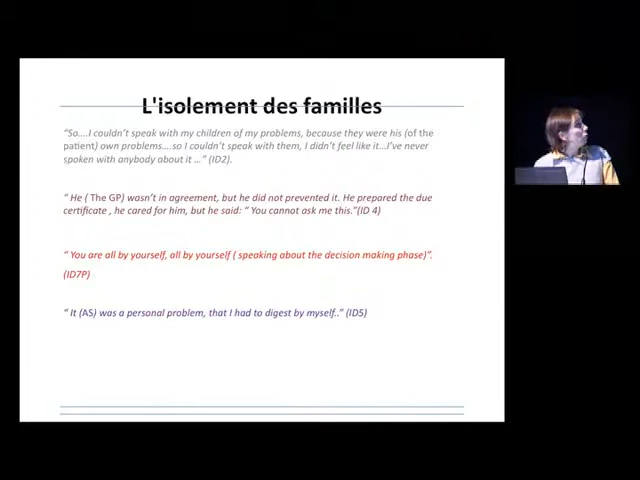 L'isolement des familles
“So....I couldn’t speak with my children of my problems, because they were his (of the
patient) own problems….so I couldn’t speak with them, I didn’t feel like it…I’ve never
spoken with anybody about it …” (ID2).
“ He ( The GP) wasn’t in agreement, but he did not prevented it. He prepared the due
certificate , he cared for him, but he said: “ You cannot ask me this.”(ID 4)
“ You are all by yourself, all by yourself ( speaking about the decision making phase)”.
(ID7P)
“ It (AS) was a personal problem, that I had to digest by myself..” (ID5)